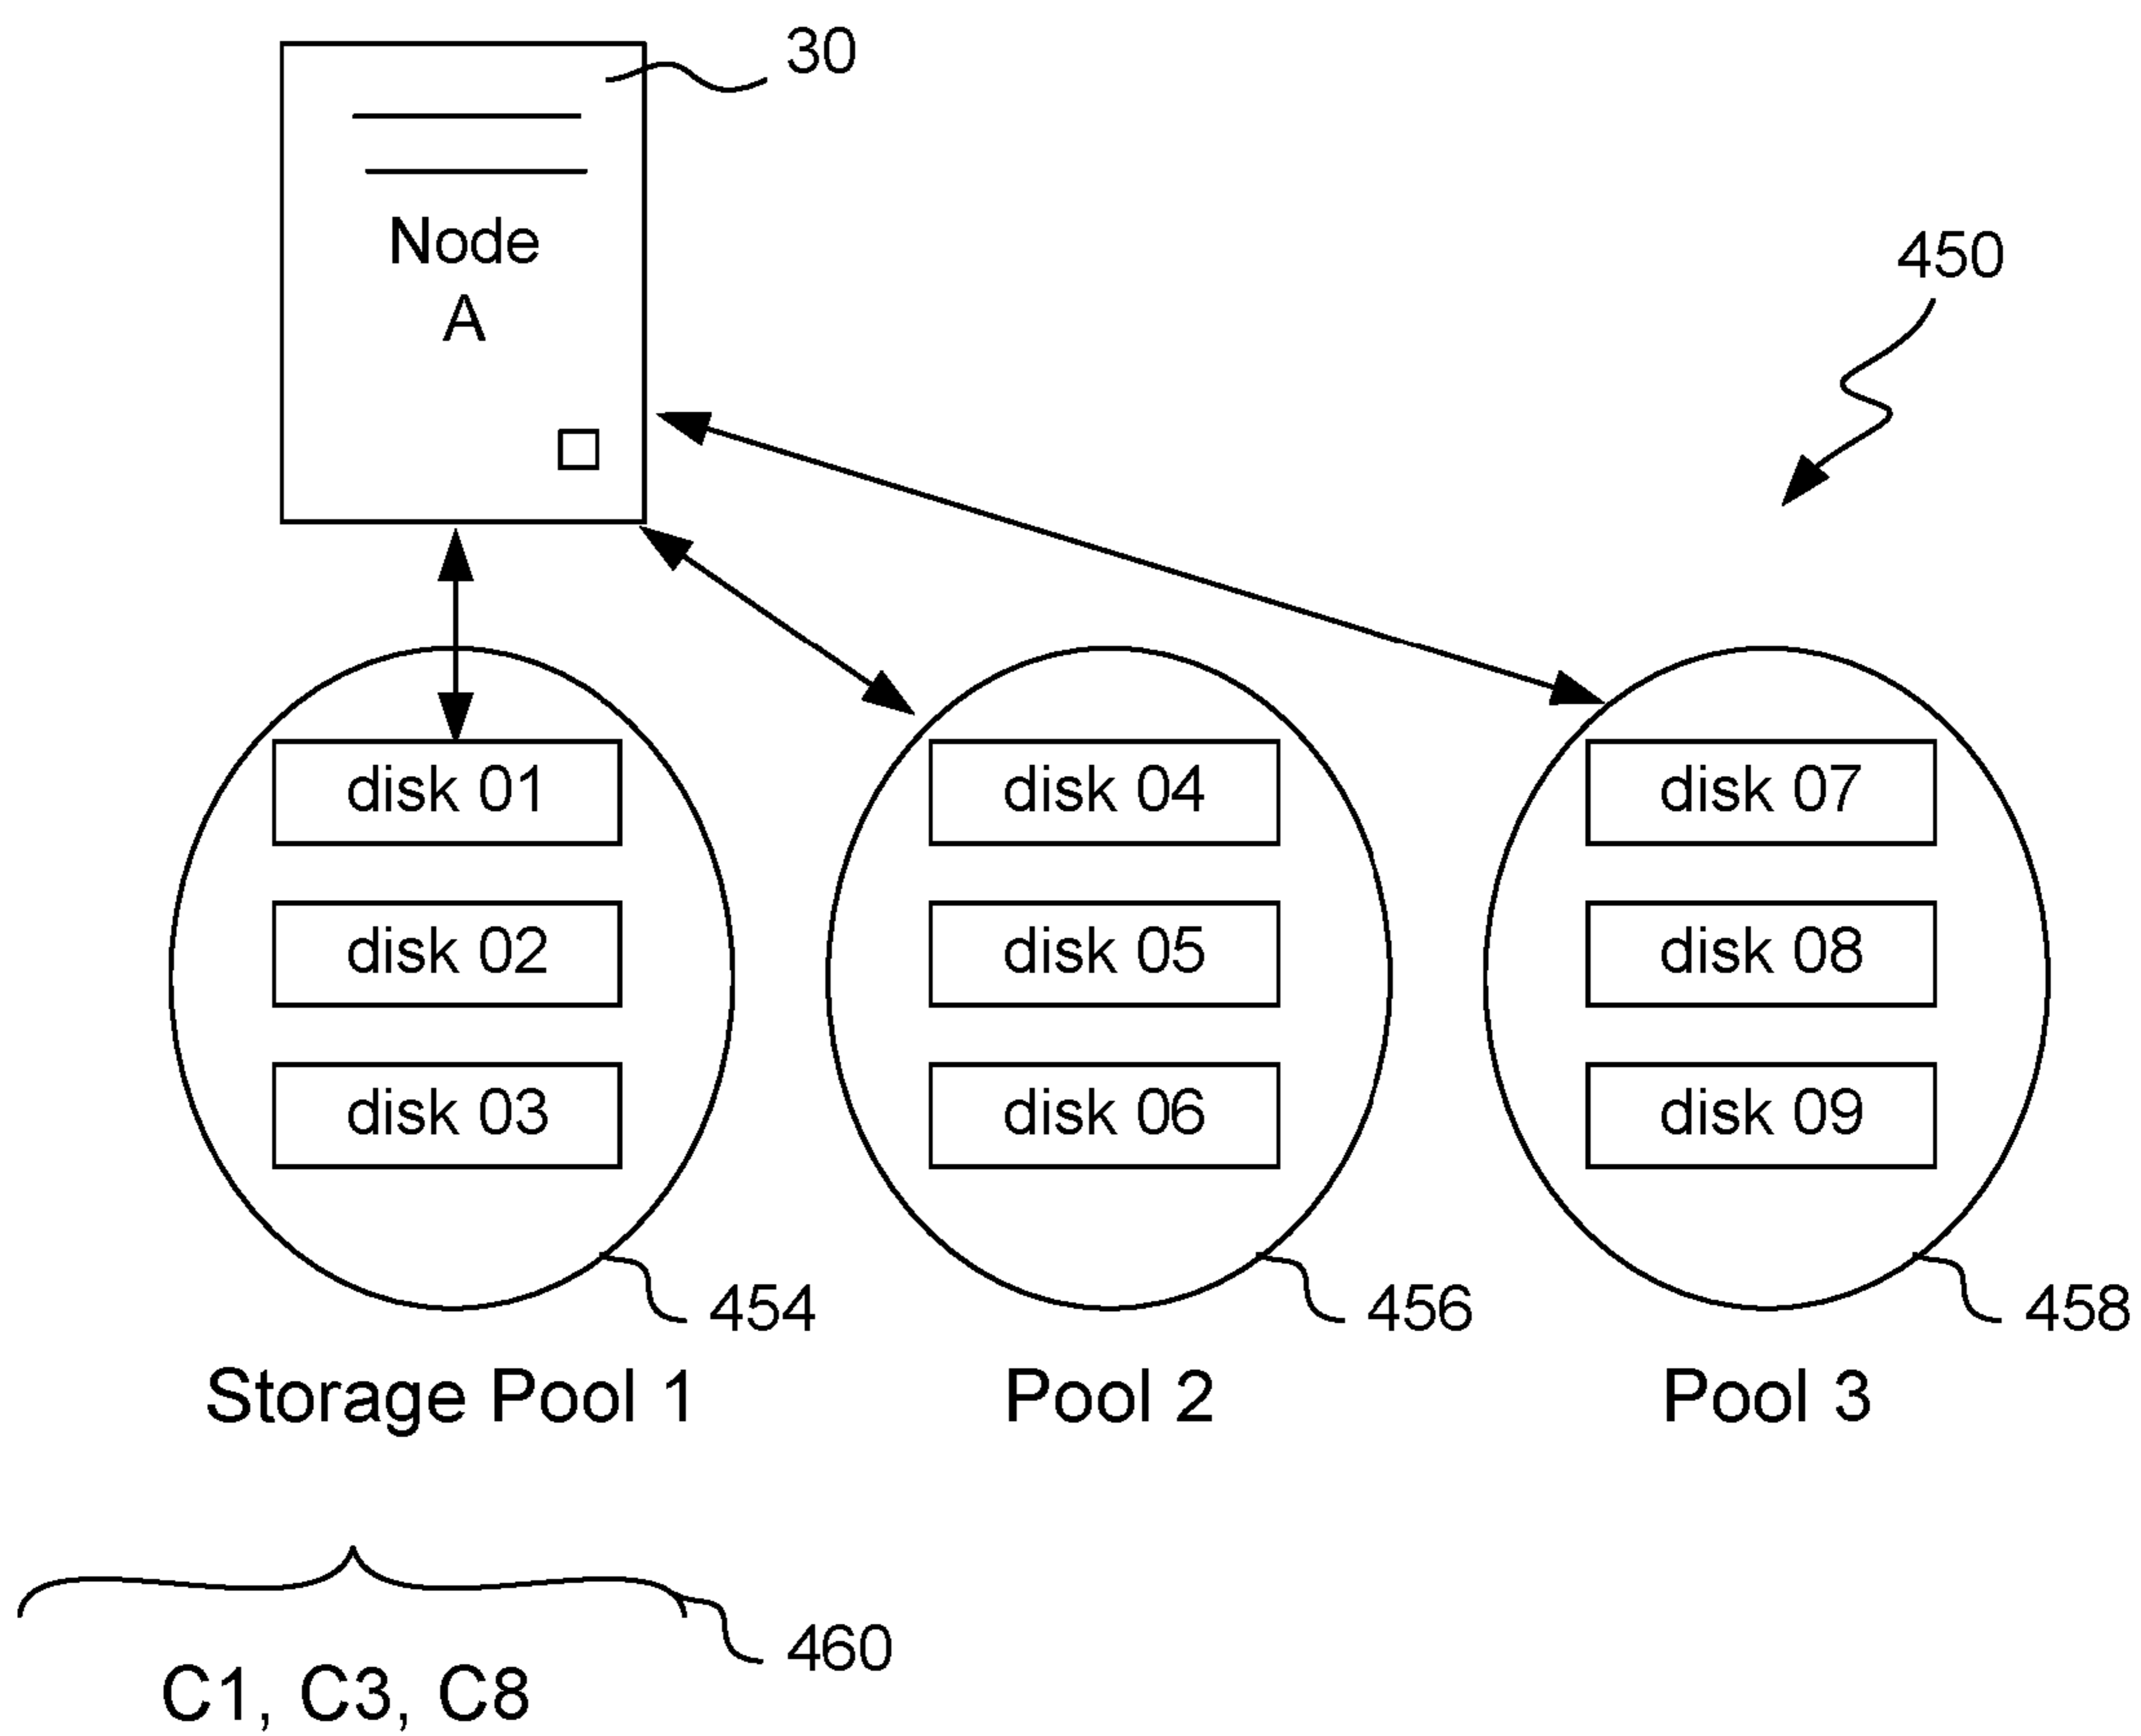 30
Node
A
450
disk 01
disk 04
disk 07
disk 02
disk 05
disk 08
disk 03
disk 06
disk 09
454
456
458
Storage Pool 1
Pool 2
Pool 3
460
C1, C3, C8